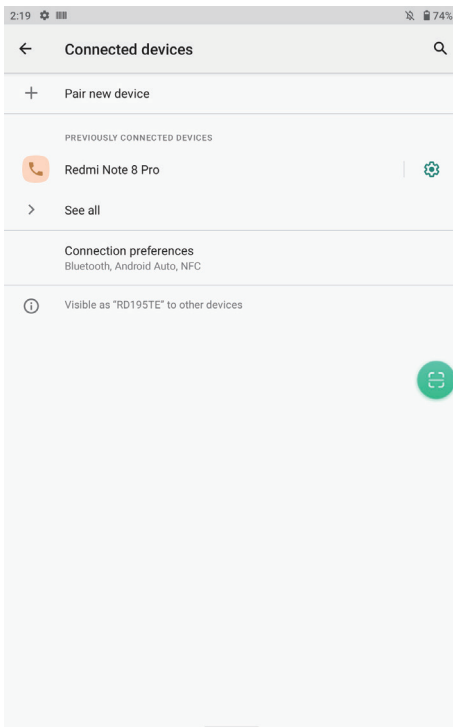 2:19 74%
Connected devices
Pair new device
PREVIOUSLY CONNECTED DEVICES
Redmi Note 8 Pro
See all
Connection preferences
Bluetooth, Android Auto, NFC
Visible as "RD195TE" to other devices